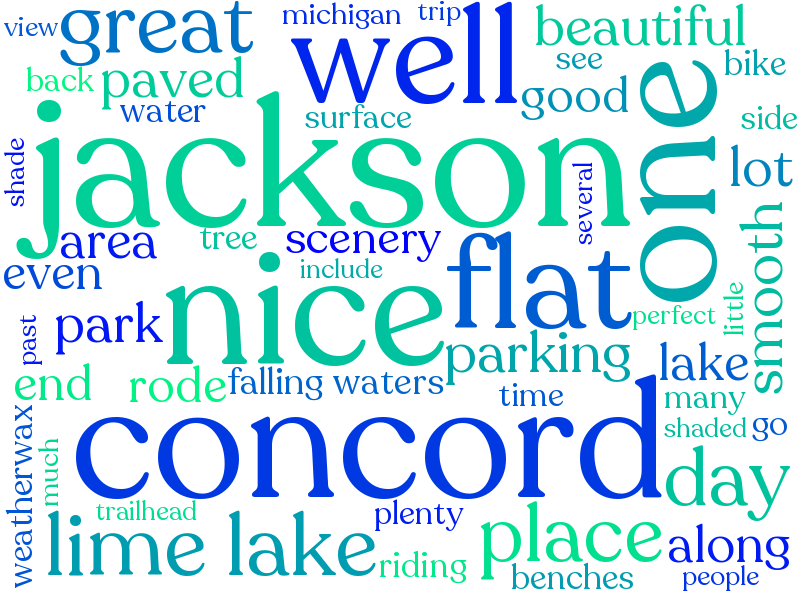 view
great
michigan
trip
beautiful
well
see
bike
back
paved
good
water
surface
side
jackson
one
shade
several
lot
area
tree
scenery
include
even
nice
flat
smooth
little
perfect
past
park
parking
lake
end
rode
falling waters
time
many
concord
shaded
go
weatherwax
much
day
trailhead
plenty
lime lake
place
along
riding
benches
people